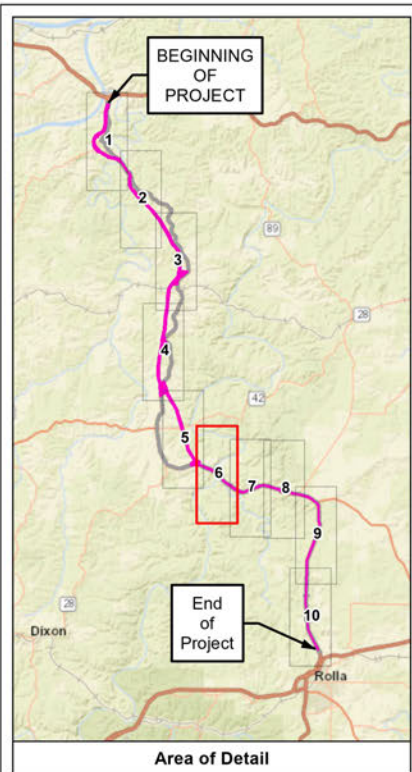 BEGINNING
OF
PROJECT
1
2
89
3
28
4
42
5
6
7
8
9
28
10
End
of
Project
Dixon
Rolla
Area of Detail